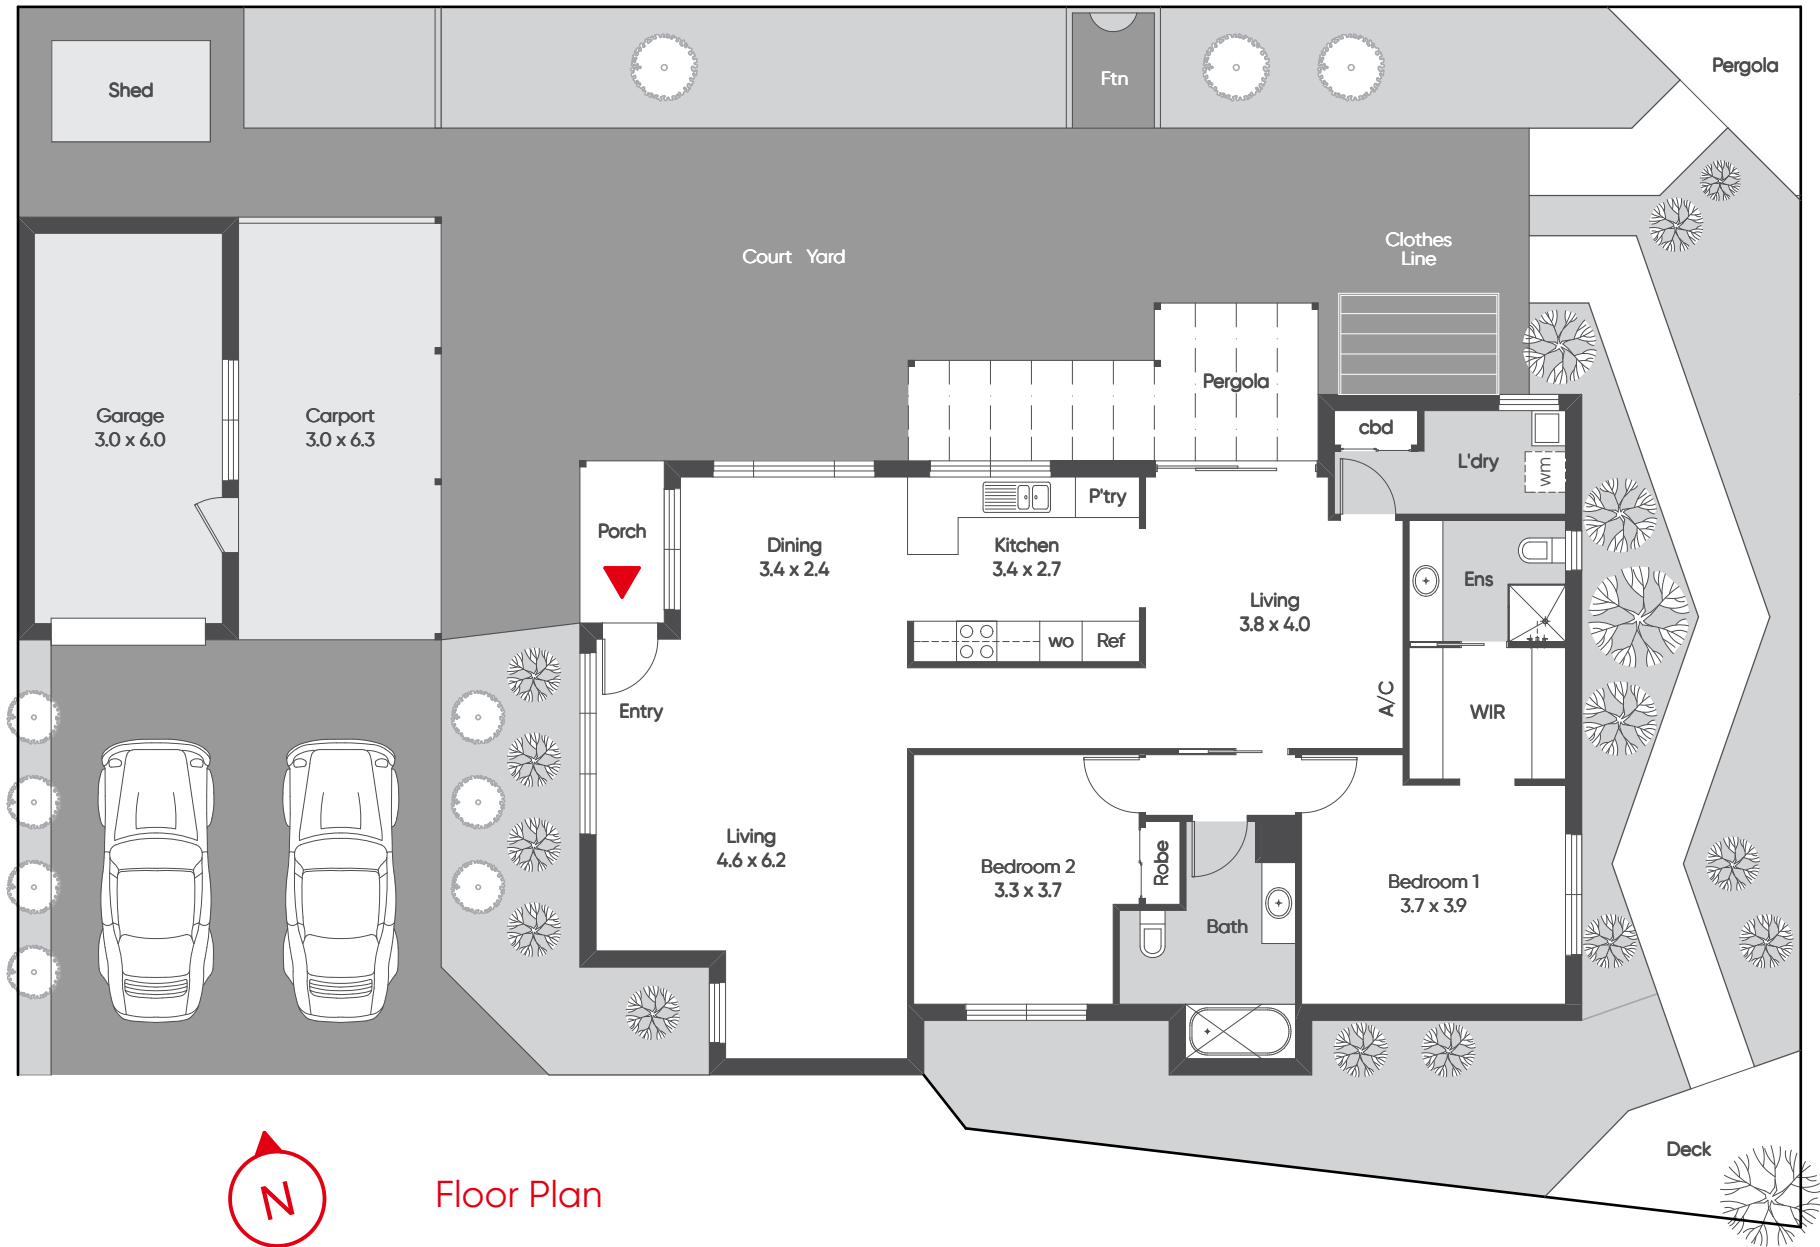 Shed
Ftn
Pergola
Court Yard
Clothes
Line
Garage
3.0 x 6.0
Carport
3.0 x 6.3
Pergola
cbd
L'dry
wm
Porch
Dining
3.4 x 2.4
P'try
Kitchen
3.4 x 2.7
Living
3.8 x 4.0
Ens
wo
Ref
Entry
A/C
WIR
Living
4.6 x 6.2
Bedroom 2
3.3 x 3.7
Robe
Bath
Bedroom 1
3.7 x 3.9
Deck
N
Floor Plan